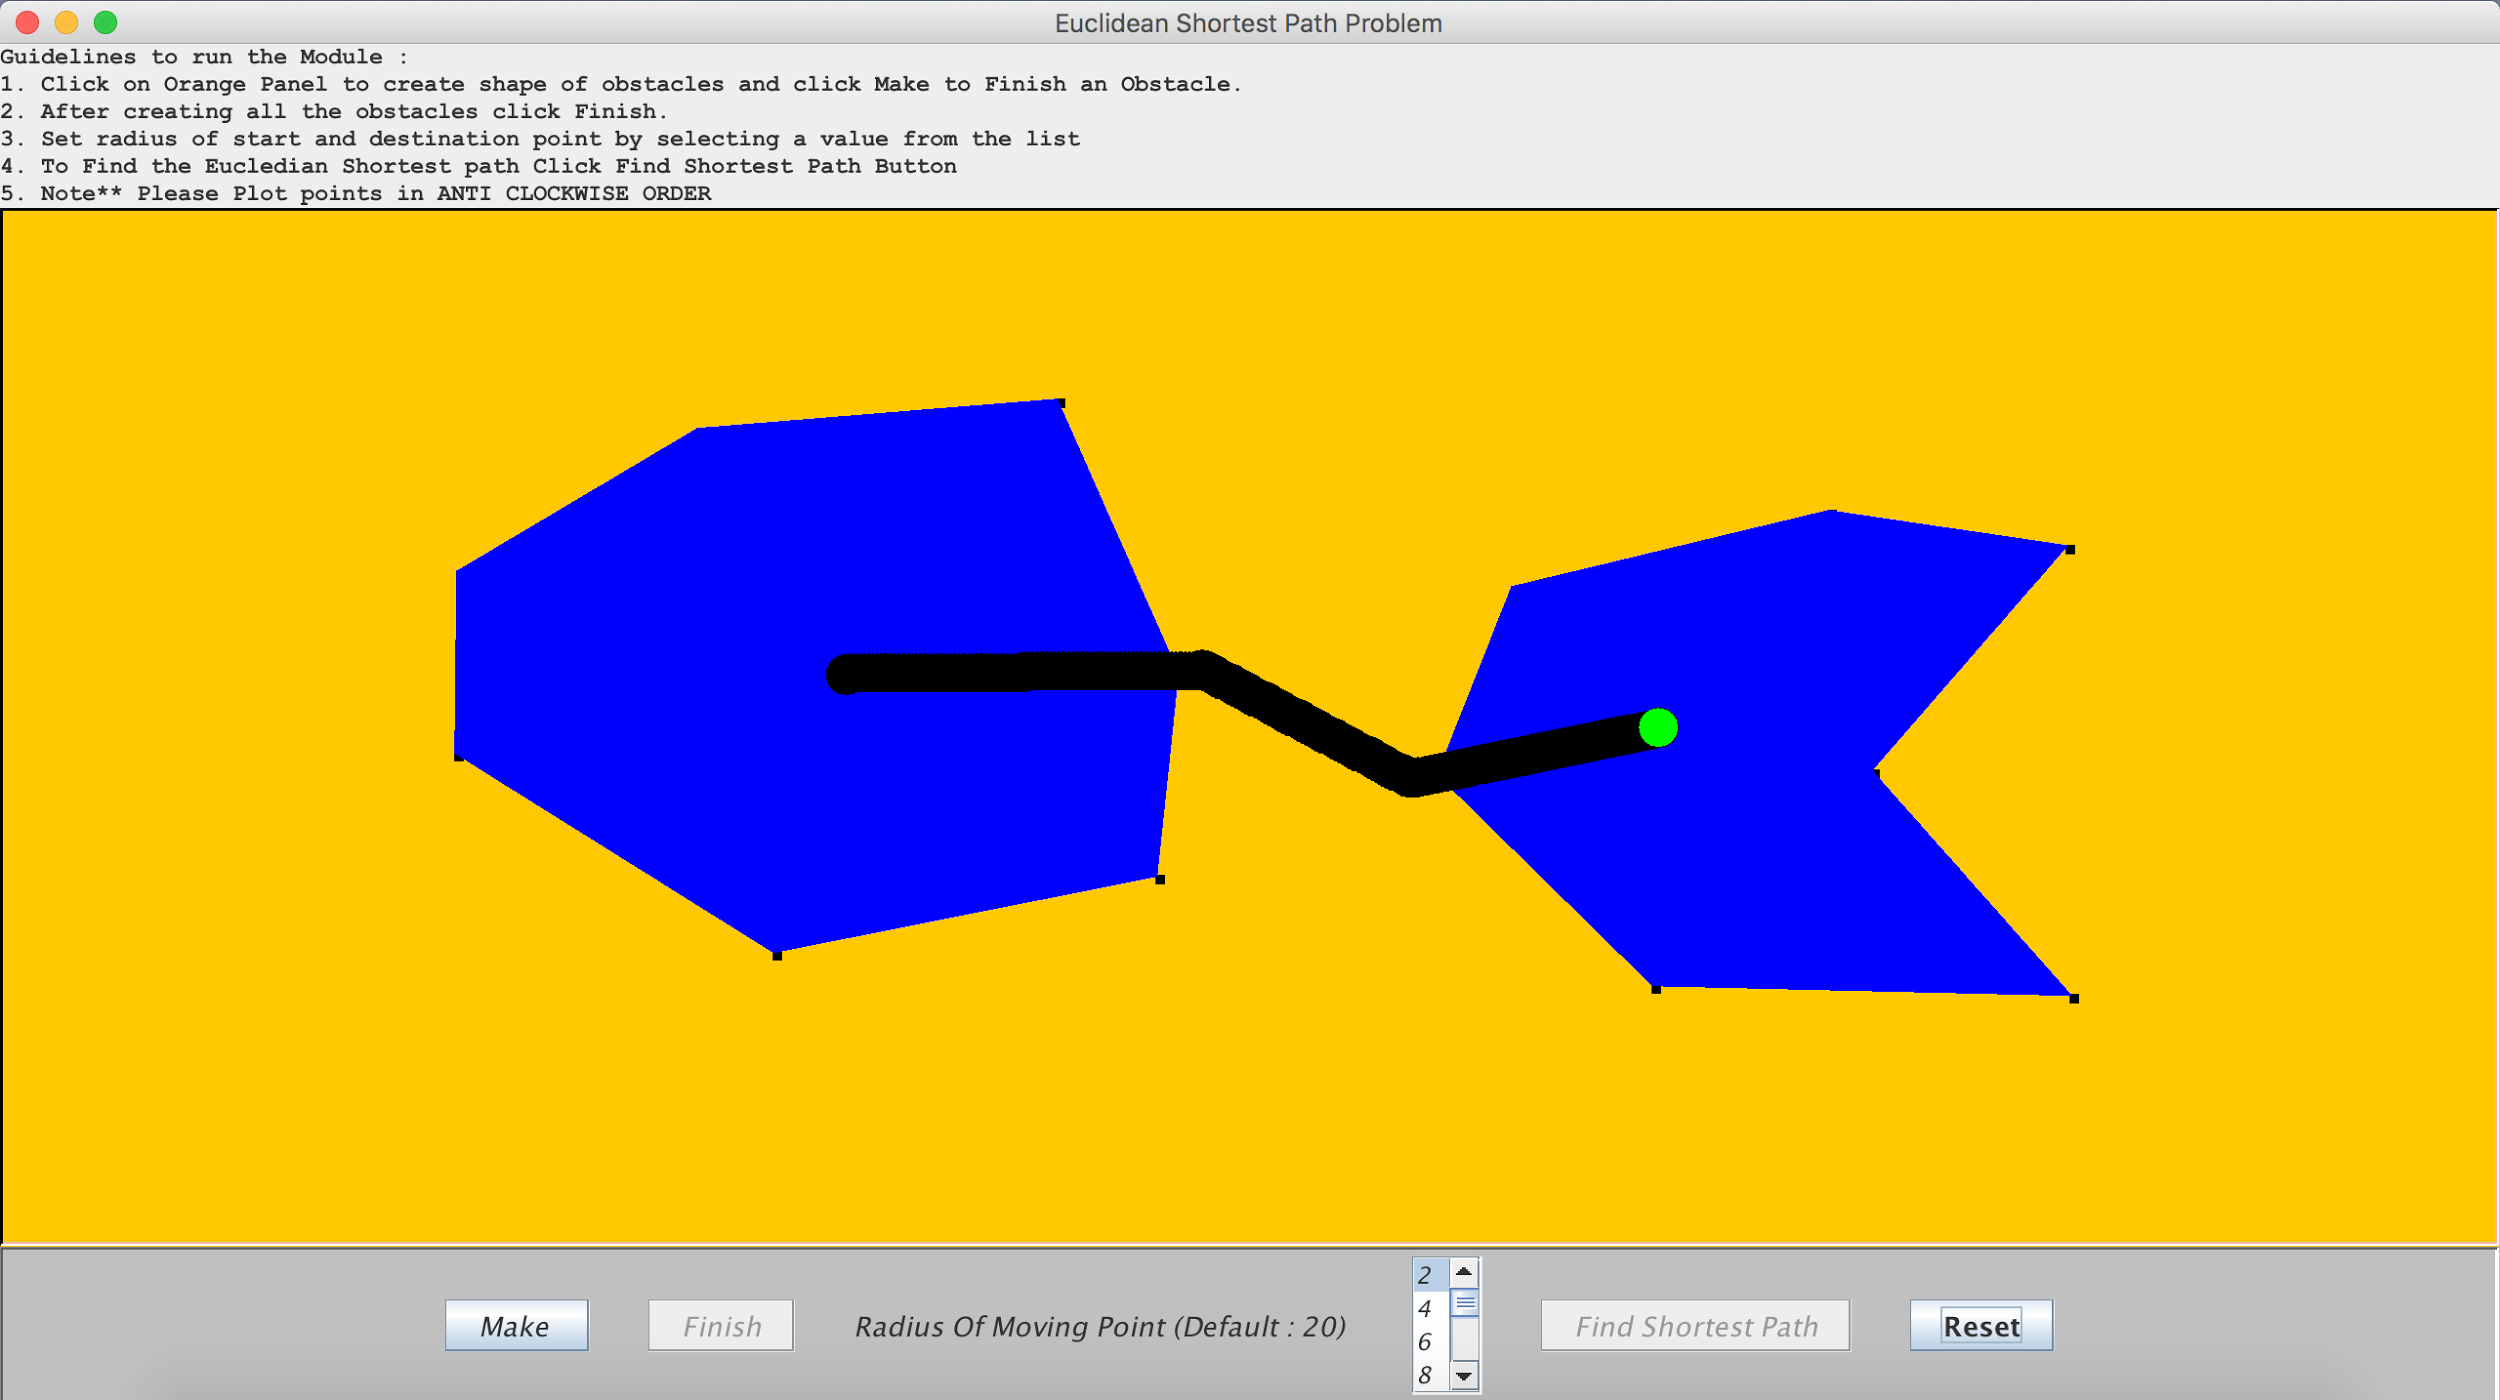 Euclidean Shortest Path Problem
Guidelines to run the Module :
1. Click on Orange Panel to create shape of obstacles and click Make to Finish an Obstacle.
2. After creating all the obstacles click Finish.
3. Set radius of start and destination point by selecting a value from the list
4. To Find the Eucledian Shortest path Click Find Shortest Path Button
5. Note** Please Plot points in ANTI CLOCKWISE ORDER
Make
Finish
Radius Of Moving Point (Default : 20)
2
4
6
8
Find Shortest Path
Reset